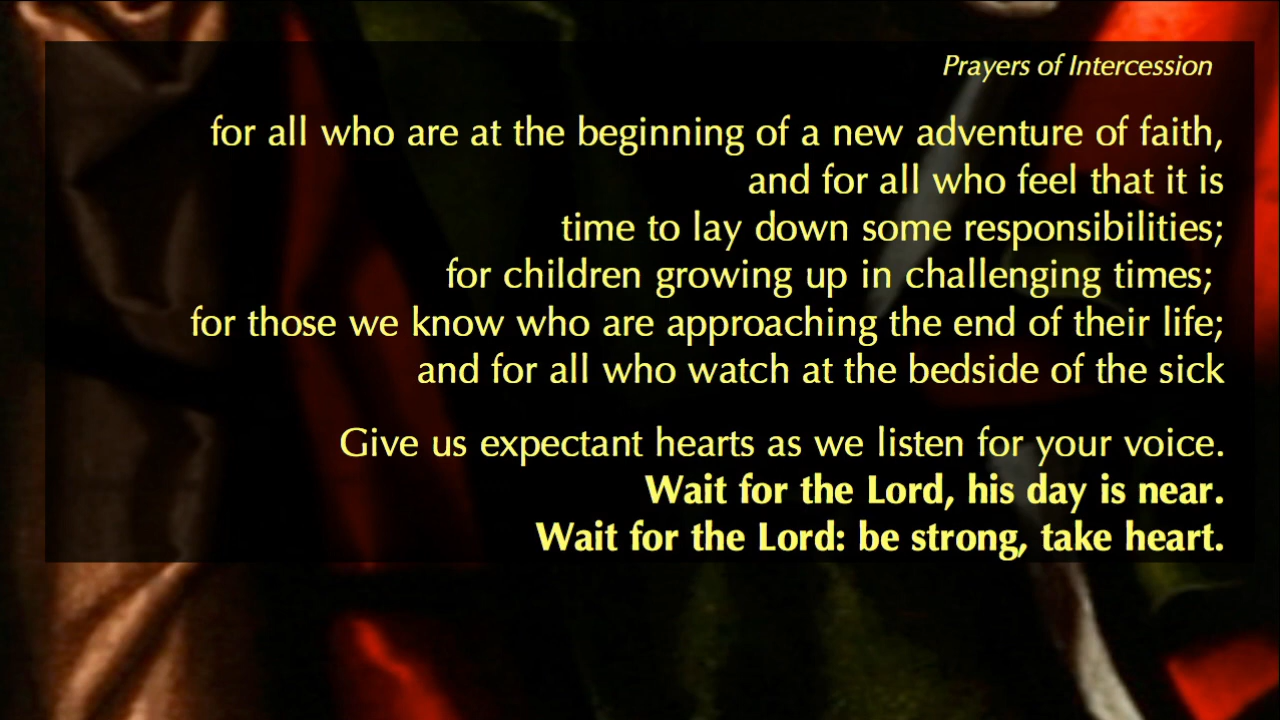 Prayers of Intercession
for all who are at the beginning of a new adventure of faith,
and for all who feel that it is
time to lay down some responsibilities;
for children growing up in challenging times;
for those we know who are approaching the end of their life;
and for all who watch at the bedside of the sick
Give us expectant hearts as we listen for your voice.
Wait for the Lord, his day is near.
Wait for the Lord: be strong, take heart.